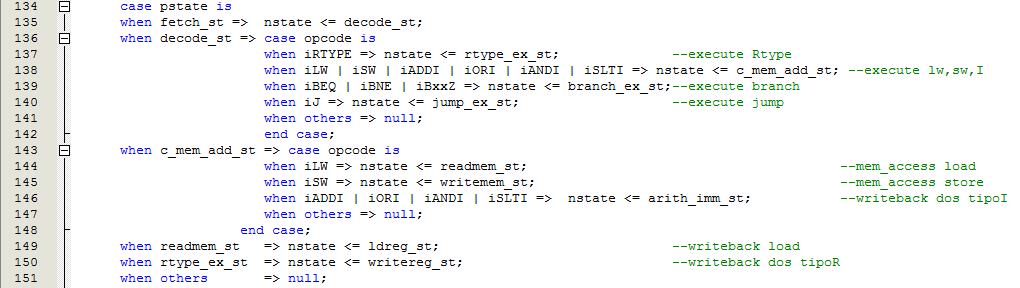 134 case pstate is
135 when fetch_st => nstate <= decode_st;
136 when decode_st => case opcode is
137 when iRTYPE => nstate <= rtype_ex_st; --execute Rtype
138 when iLW | iSW | iADDI | iORI | iANDI | iSLTI => nstate <= c_mem_add_st; --execute lw,sw,I
139 when iBEQ | iBNE | iBxxZ => nstate <= branch_ex_st;--execute branch
140 when iJ => nstate <= jump_ex_st; --execute jump
141 when others => null;
142 end case;
143 when c_mem_add_st => case opcode is
144 when iLW => nstate <= readmem_st; --mem_access load
145 when iSW => nstate <= writemem_st; --mem_access store
146 when iADDI | iORI | iANDI | iSLTI => nstate <= arith_imm_st; --writeback dos tipoI
147 when others => null;
148 end case;
149 when readmem_st => nstate <= ldreg_st; --writeback load
150 when rtype_ex_st => nstate <= writereg_st; --writeback dos tipoR
151 when others => null;